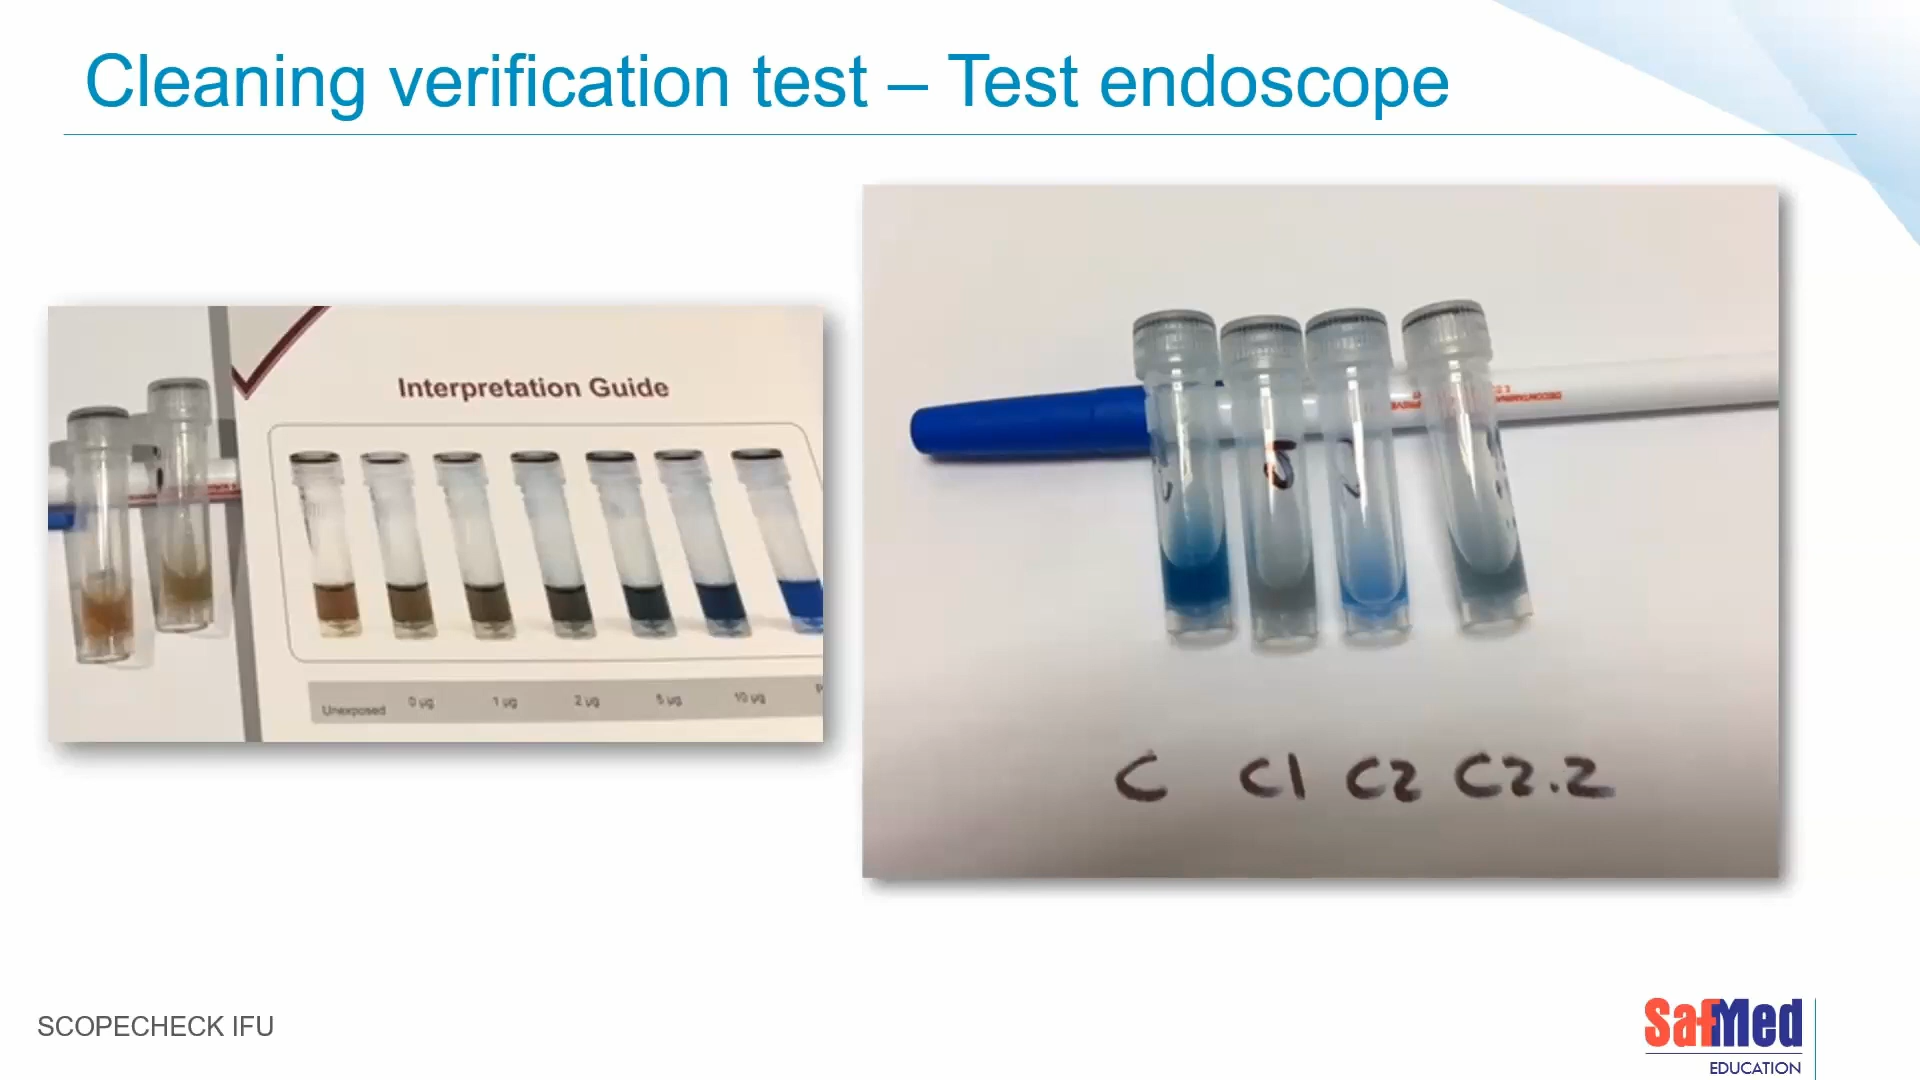 Cleaning verification test – Test endoscope
Interpretation Guide
Unexposed 0 µg 1 µg 2 µg 5 µg 10 µg
C C1 C2 C2.2
SCOPECHECK IFU
SafMed
EDUCATION